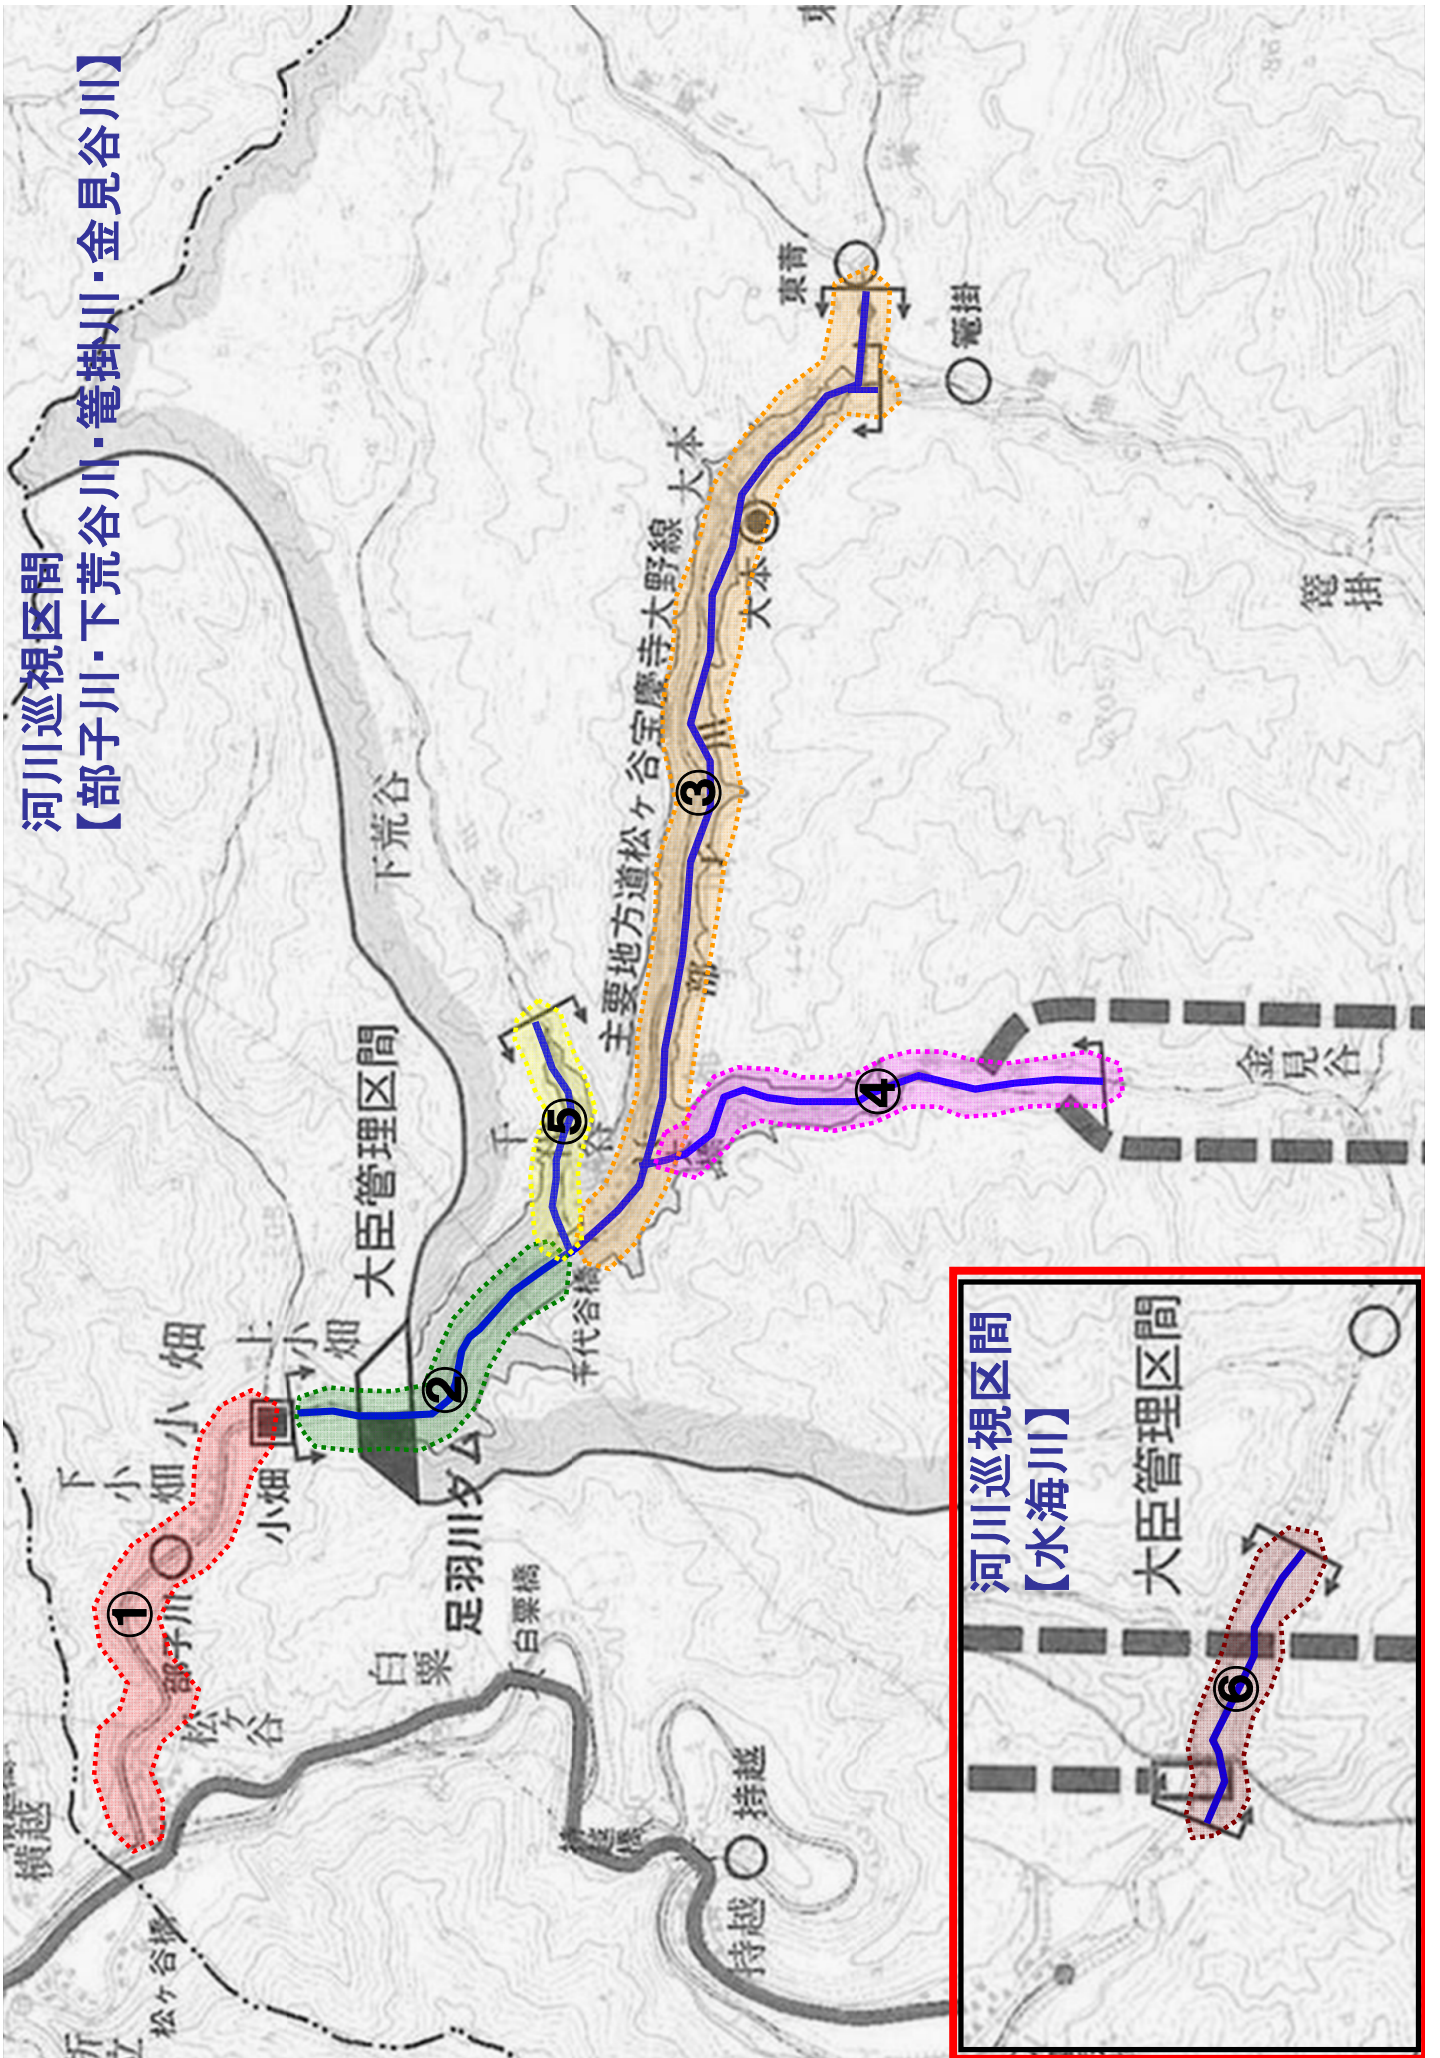 河川巡視区間
【部子川・下荒谷川・篭掛川・金見谷川】
東青
篭掛
篭掛
大本
大本
主要地方道松ヶ谷宝慶寺大野線
部子川
③
下荒谷
大臣管理区間
⑤
④
金見谷
千代谷橋
上小畑
小畑
下小畑
小畑
②
足羽川ダム
①
部子川
松ヶ谷
白粟
白粟橋
横越
松ヶ谷橋
持越
持越
河川巡視区間
【水海川】
大臣管理区間
⑥